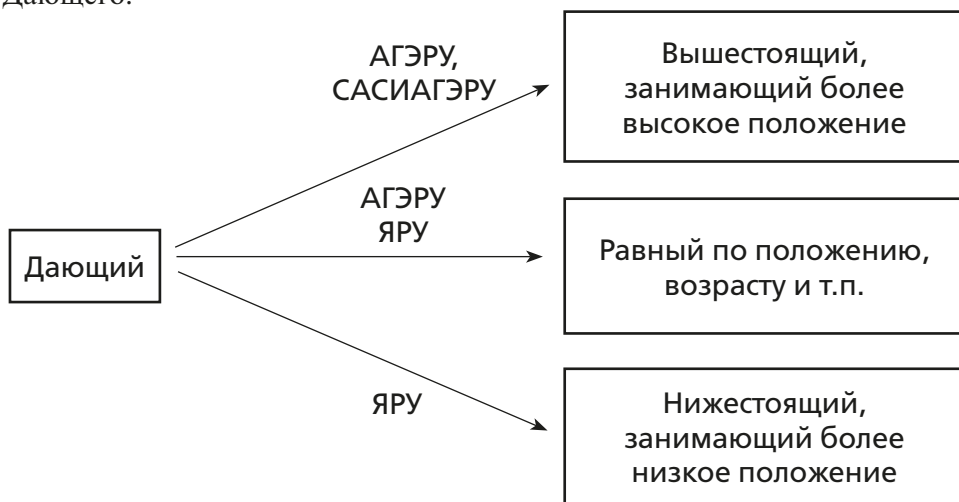 Дающего.
АГЭРУ,
САСИАГЭРУ
Вышестоящий,
занимающий более
высокое положение
АГЭРУ
ЯРУ
Дающий
Равный по положению,
возрасту и т.п.
ЯРУ
Нижестоящий,
занимающий более
низкое положение